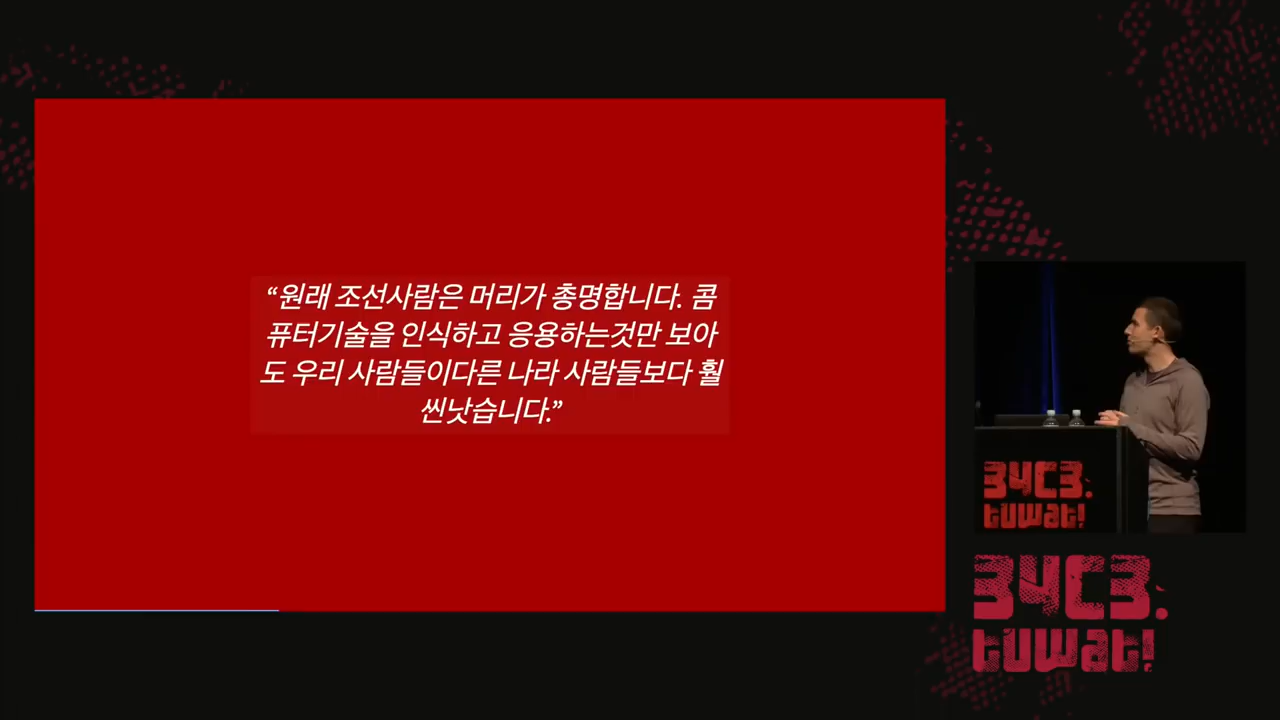 “원래 조선사람은 머리가 총명합니다. 콤
퓨터기술을 인식하고 응용하는것만 보아
도 우리 사람들이다른 나라 사람들보다 훨
씬낫습니다.”
34C3.
tuwat!
34C3.
tuwat!